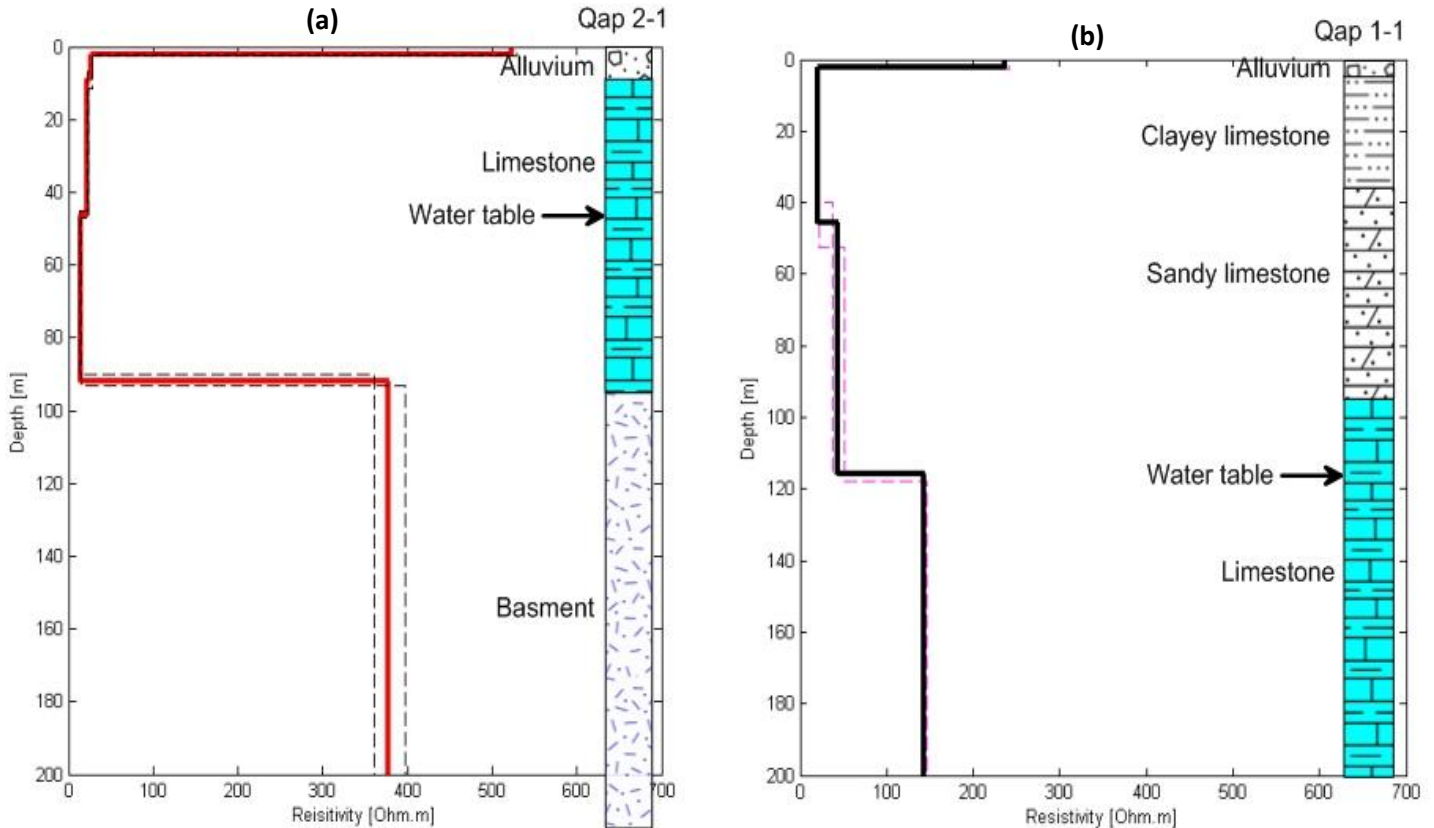 (a)
Qap 2-1
0
20
40
60
80
100
120
140
160
180
200
Depth [m]
Alluvium
Limestone
Water table
Basment
0 100 200 300 400 500 600 700
Reisitivity [Ohm.m]
(b)
Qap 1-1
0
20
40
60
80
100
120
140
160
180
200
Depth [m]
Alluvium
Clayey limestone
Sandy limestone
Water table
Limestone
0 100 200 300 400 500 600 700
Resistivity [Ohm.m]